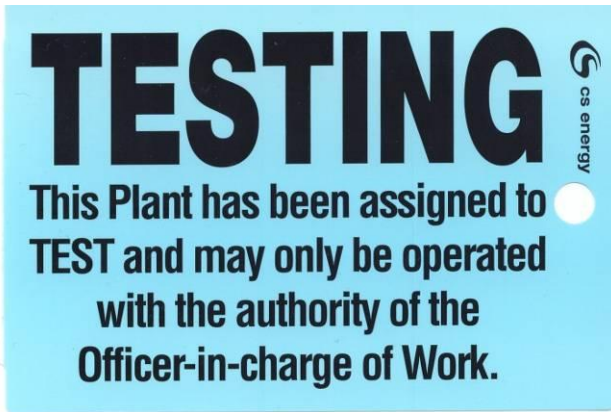 TESTING
cs energy
This Plant has been assigned to
TEST and may only be operated
with the authority of the
Officer-in-charge of Work.